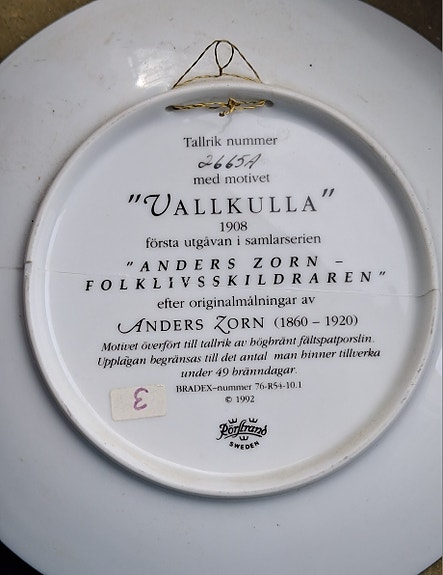 Tallrik nummer
2665A
med motivet
"VALLKULLA"
1908
första utgåvan i samlarserien
"ANDERS ZORN –
FOLKLIVSSKILDRAREN"
efter originalmålningar av
ANDERS ZORN (1860 – 1920)
Motivet överfört till tallrik av högbränt fältspatporslin.
Upplagan begränsas till det antal man hinner tillverka
under 49 bränndagar.
BRADEX–nummer 76-R54-10.1
© 1992
3
Rörstrand
SWEDEN